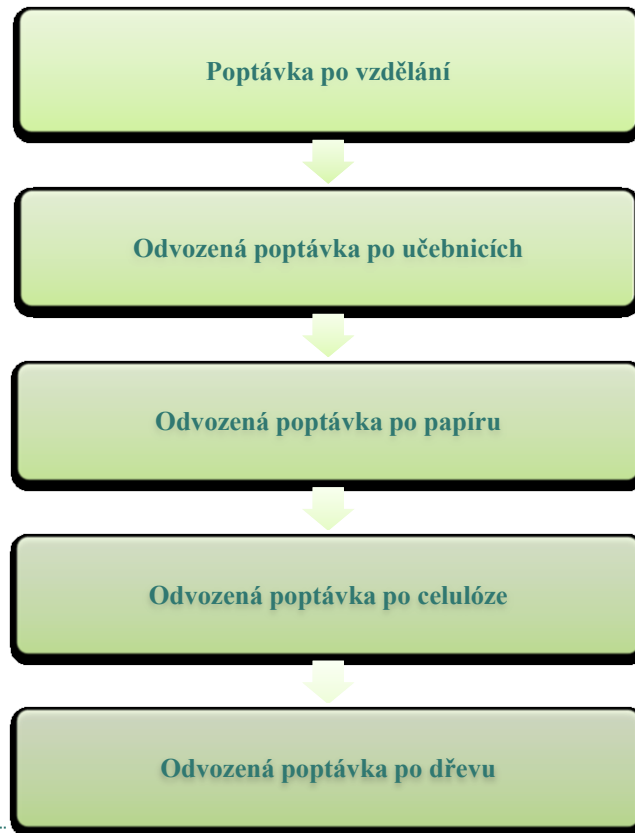 Poptávka po vzdělání
Odvozená poptávka po učebnicích
Odvozená poptávka po papíru
Odvozená poptávka po celulóze
Odvozená poptávka po dřevu